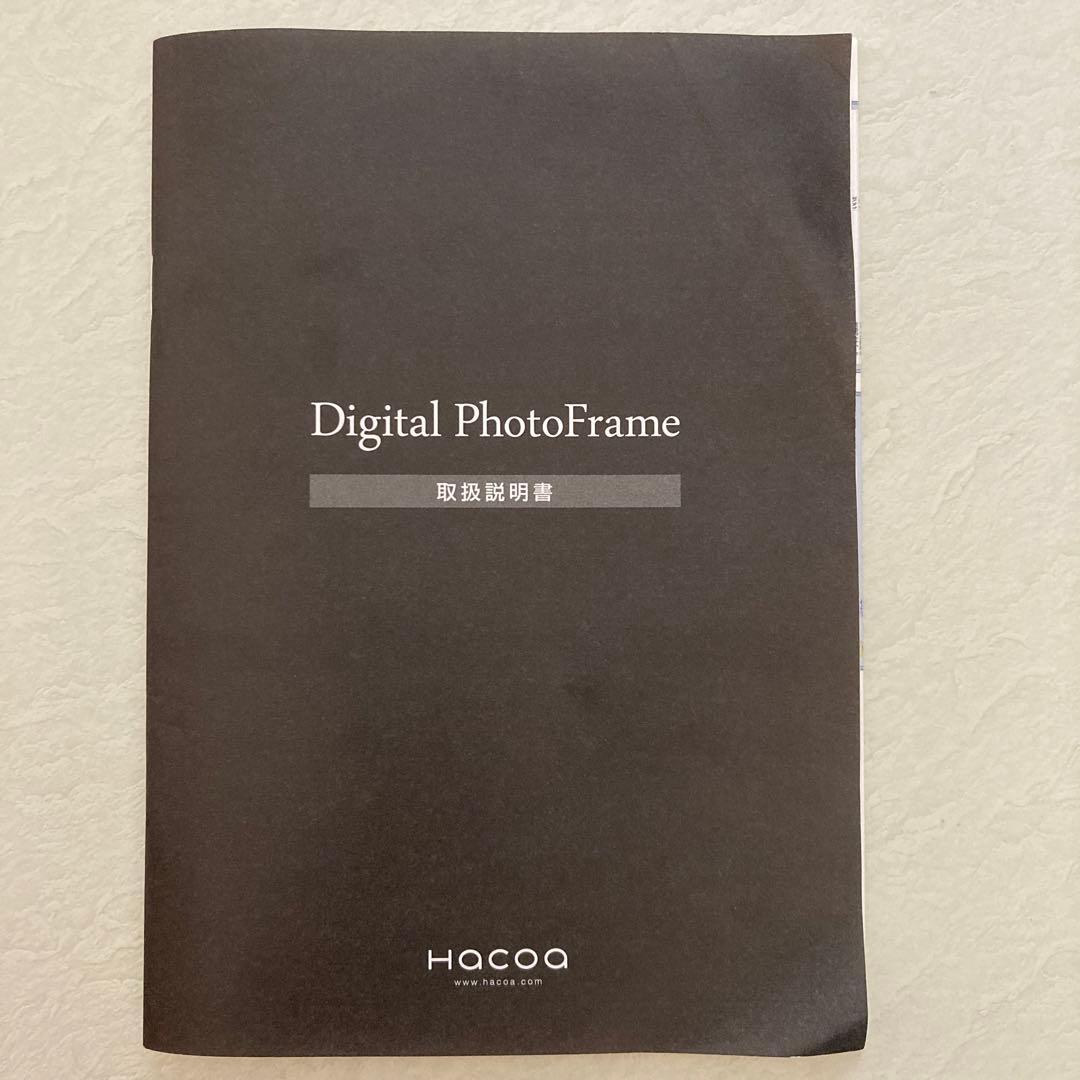 Digital PhotoFrame
取扱説明書
Hacoa
www.hacoa.com